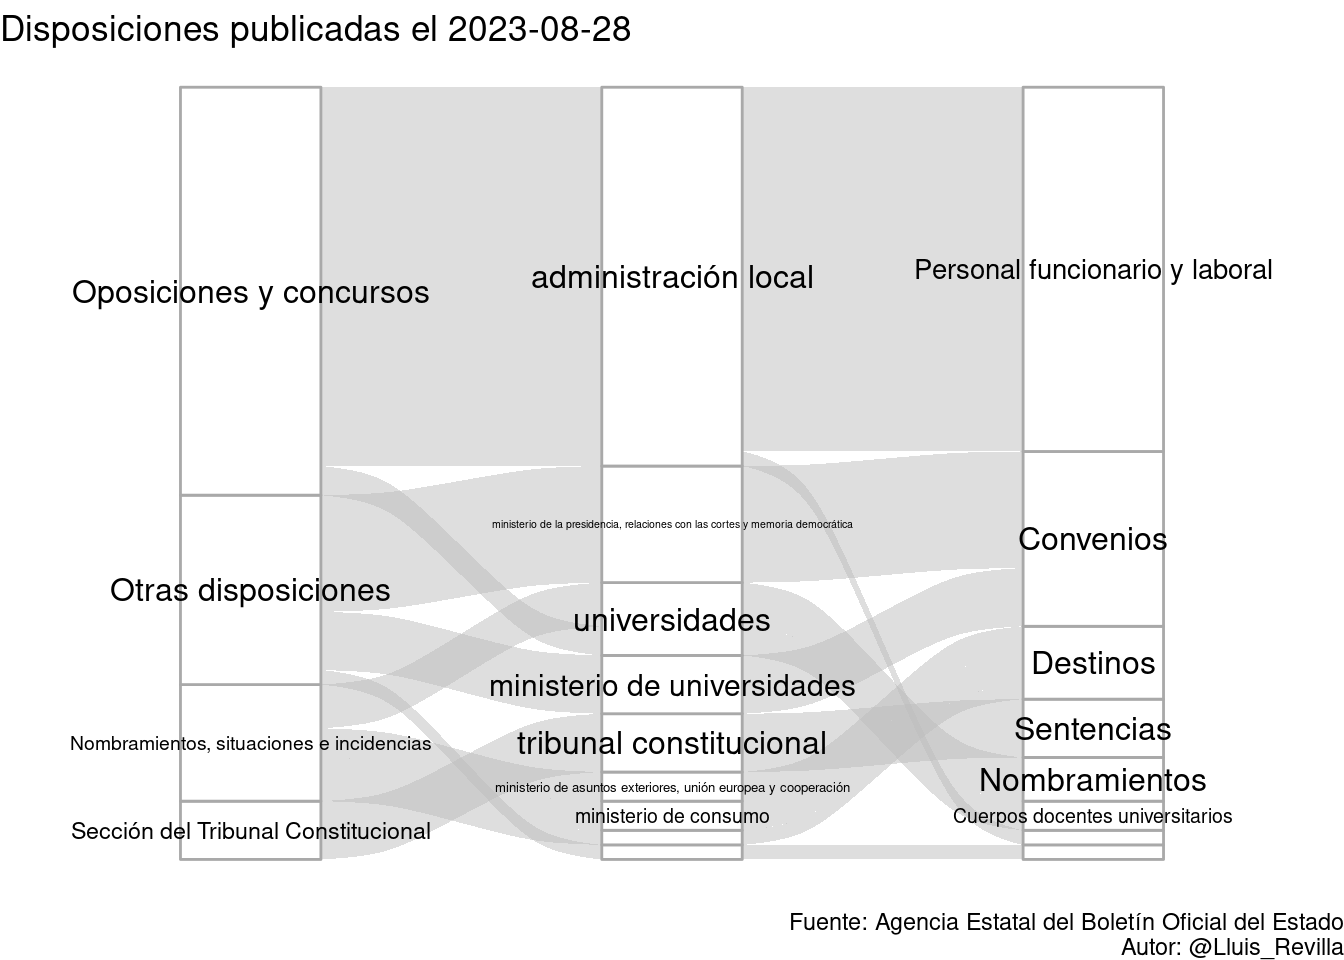 Disposiciones publicadas el 2023-08-28
Oposiciones y concursos
Otras disposiciones
Nombramientos, situaciones e incidencias
Sección del Tribunal Constitucional
administración local
ministerio de la presidencia, relaciones con las cortes y memoria democrática
universidades
ministerio de universidades
tribunal constitucional
ministerio de asuntos exteriores, unión europea y cooperación
ministerio de consumo
Personal funcionario y laboral
Convenios
Destinos
Sentencias
Nombramientos
Cuerpos docentes universitarios
Fuente: Agencia Estatal del Boletín Oficial del Estado
Autor: @Lluis_Revilla